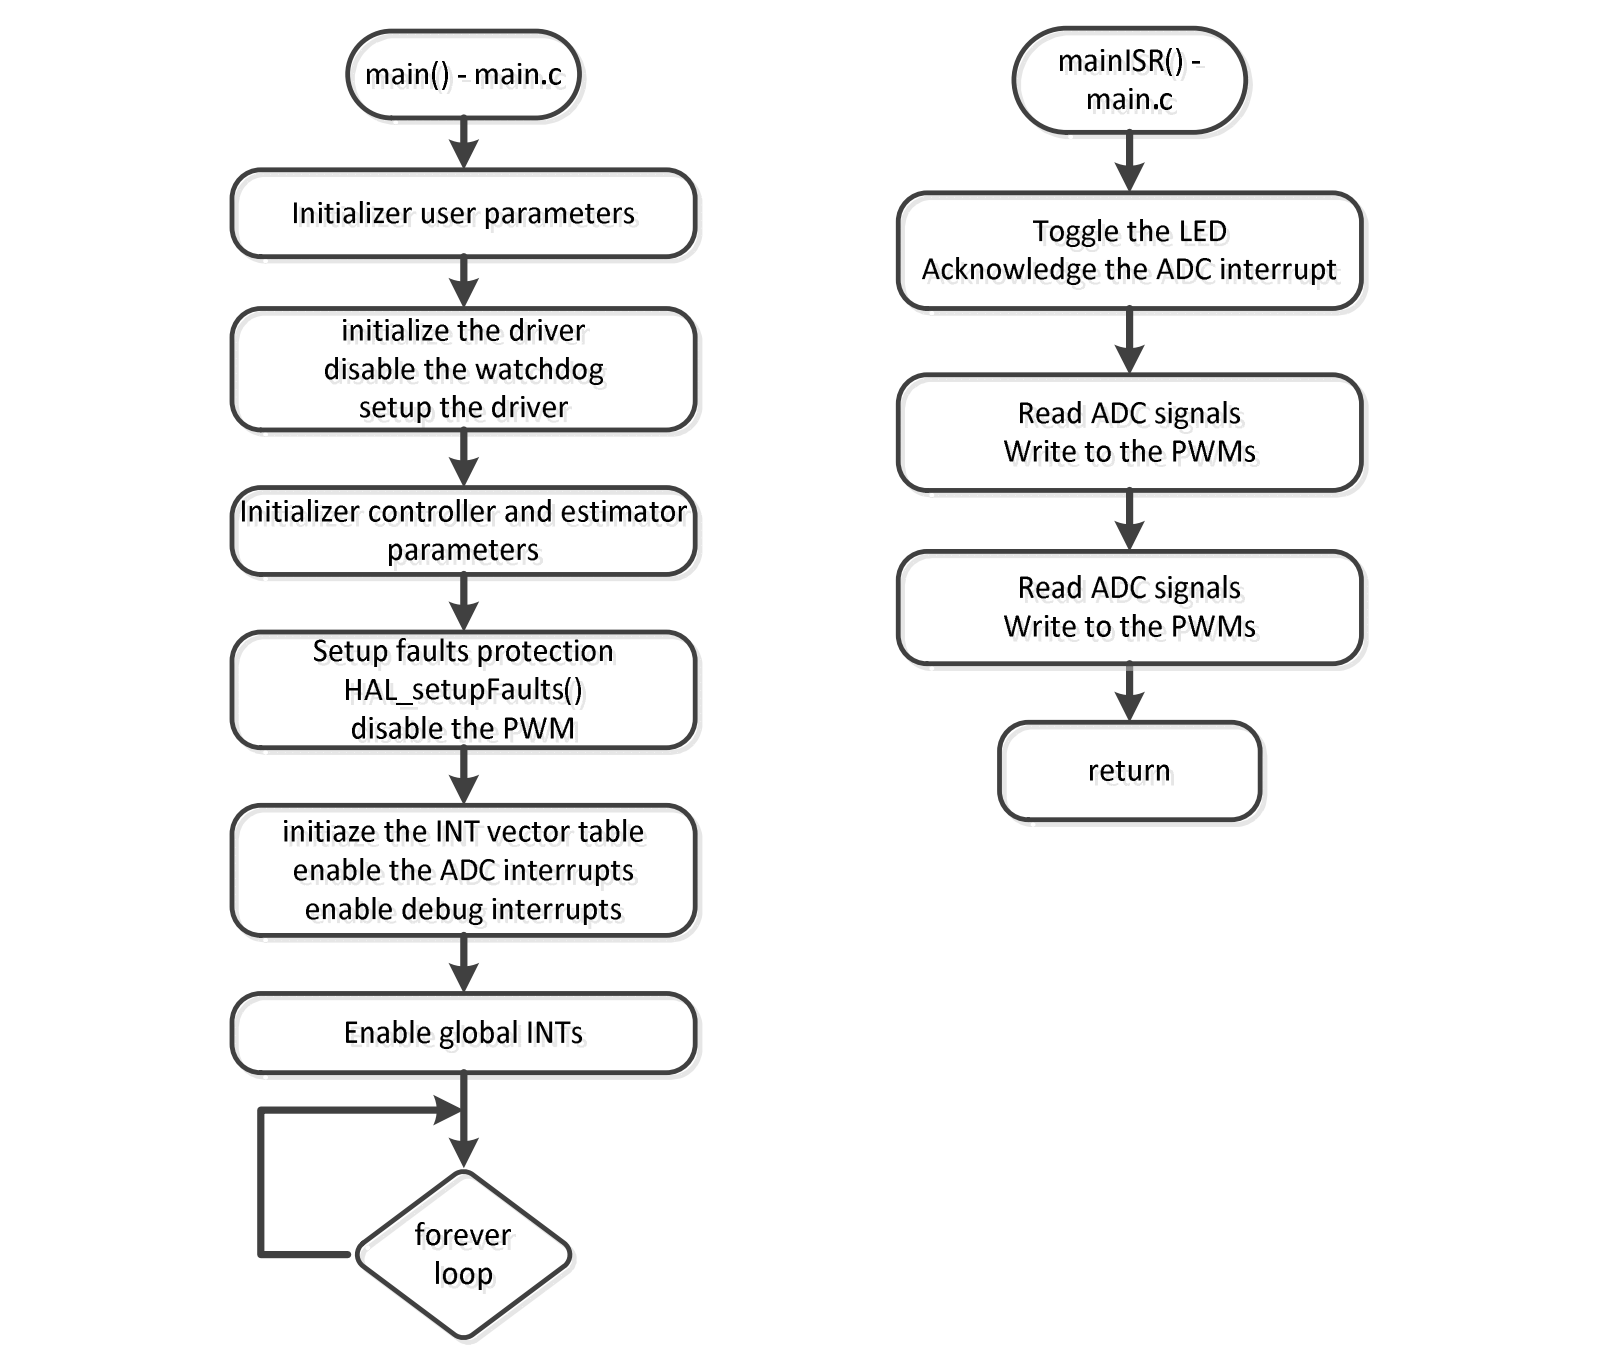 main() - main.c
Initializer user parameters
initialize the driver
disable the watchdog
setup the driver
Initializer controller and estimator
parameters
Setup faults protection
HAL_setupFaults()
disable the PWM
initiaze the INT vector table
enable the ADC interrupts
enable debug interrupts
Enable global INTs
forever
loop
mainISR() -
main.c
Toggle the LED
Acknowledge the ADC interrupt
Read ADC signals
Write to the PWMs
Read ADC signals
Write to the PWMs
return